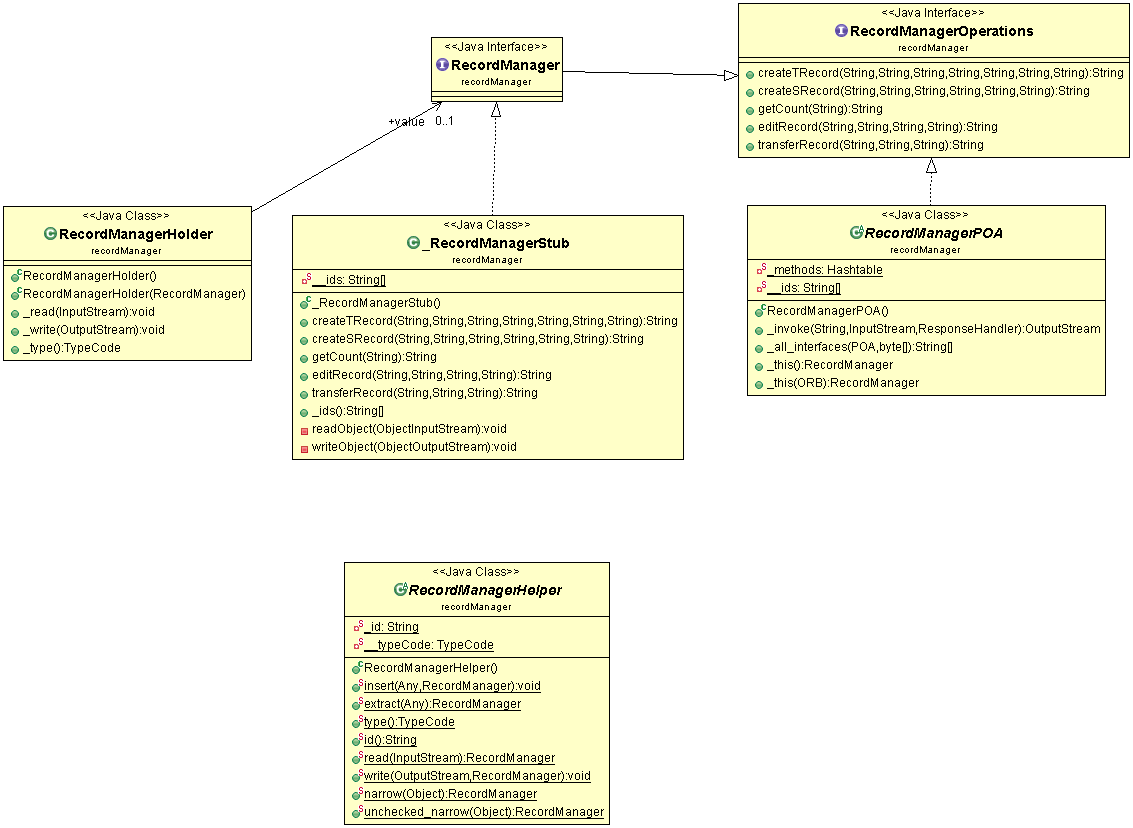 <<Java Interface>>
RecordManagerOperations
recordManager
createTRecord(String,String,String,String,String,String,String):String
createSRecord(String,String,String,String,String,String):String
getCount(String):String
editRecord(String,String,String,String):String
transferRecord(String,String,String):String
<<Java Interface>>
RecordManager
recordManager
+value 0..1
<<Java Class>>
RecordManagerHolder
recordManager
RecordManagerHolder()
RecordManagerHolder(RecordManager)
_read(InputStream):void
_write(OutputStream):void
_type():TypeCode
<<Java Class>>
_RecordManagerStub
recordManager
__ids: String[]
_RecordManagerStub()
createTRecord(String,String,String,String,String,String,String):String
createSRecord(String,String,String,String,String,String):String
getCount(String):String
editRecord(String,String,String,String):String
transferRecord(String,String,String):String
_ids():String[]
readObject(ObjectInputStream):void
writeObject(ObjectOutputStream):void
<<Java Class>>
RecordManagerPOA
recordManager
_methods: Hashtable
__ids: String[]
RecordManagerPOA()
_invoke(String,InputStream,ResponseHandler):OutputStream
_all_interfaces(POA,byte[]):String[]
_this():RecordManager
_this(ORB):RecordManager
<<Java Class>>
RecordManagerHelper
recordManager
_id: String
__typeCode: TypeCode
RecordManagerHelper()
insert(Any,RecordManager):void
extract(Any):RecordManager
type():TypeCode
id():String
read(InputStream):RecordManager
write(OutputStream,RecordManager):void
narrow(Object):RecordManager
unchecked_narrow(Object):RecordManager